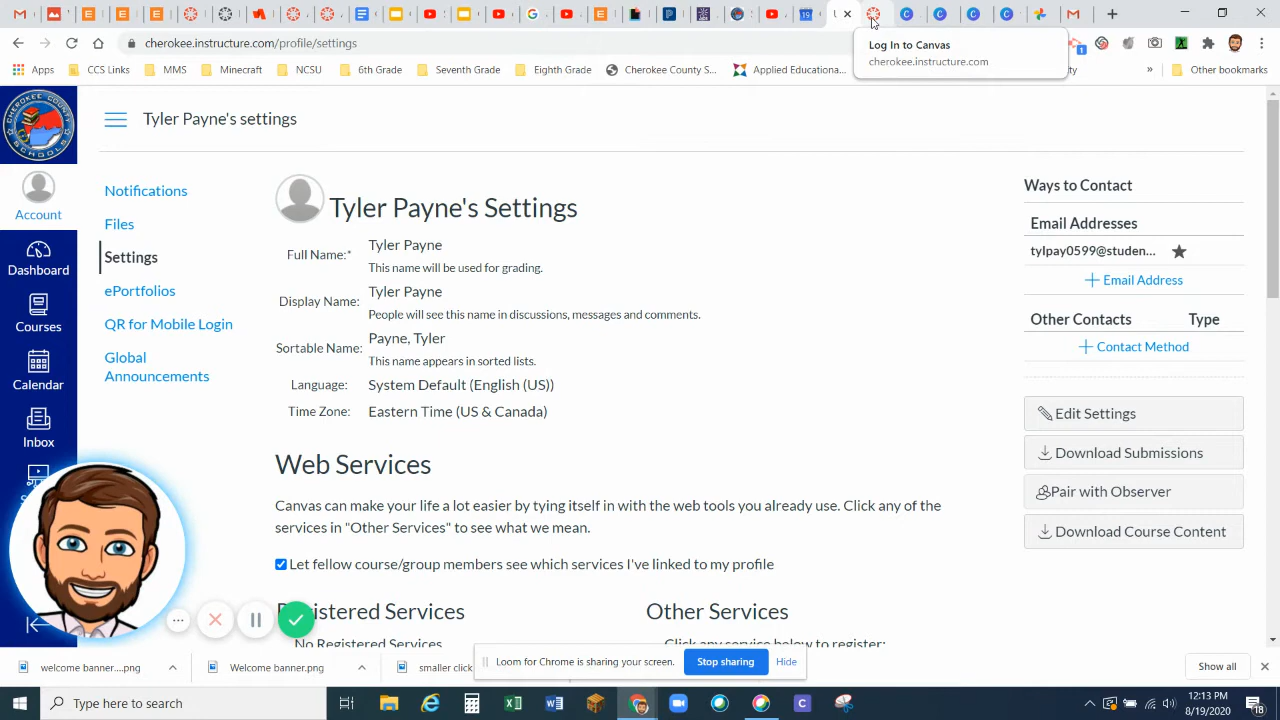 cherokee.instructure.com/profile/settings
Log In to Canvas
cherokee.instructure.com
Apps
CCS Links
MMS
Minecraft
NCSU
6th Grade
Seventh Grade
Eighth Grade
Cherokee County S...
Applied Educationa...
»
Other bookmarks
Tyler Payne's settings
Account
Dashboard
Courses
Calendar
Inbox
Notifications
Files
Settings
ePortfolios
QR for Mobile Login
Global
Announcements
Tyler Payne's Settings
Full Name:* Tyler Payne
This name will be used for grading.
Display Name: Tyler Payne
People will see this name in discussions, messages and comments.
Sortable Name: Payne, Tyler
This name appears in sorted lists.
Language: System Default (English (US))
Time Zone: Eastern Time (US & Canada)
Web Services
Canvas can make your life a lot easier by tying itself in with the web tools you already use. Click any of the
services in "Other Services" to see what we mean.
Let fellow course/group members see which services I've linked to my profile
Registered Services
No Registered Services
Other Services
Click any service below to register:
Ways to Contact
Email Addresses
tylpay0599@studen...
Email Address
Other Contacts Type
Contact Method
Edit Settings
Download Submissions
Pair with Observer
Download Course Content
Loom for Chrome is sharing your screen.
Stop sharing
Hide
welcome banner....png
Welcome banner.png
smaller click
Show all
Type here to search
12:13 PM
8/19/2020
18